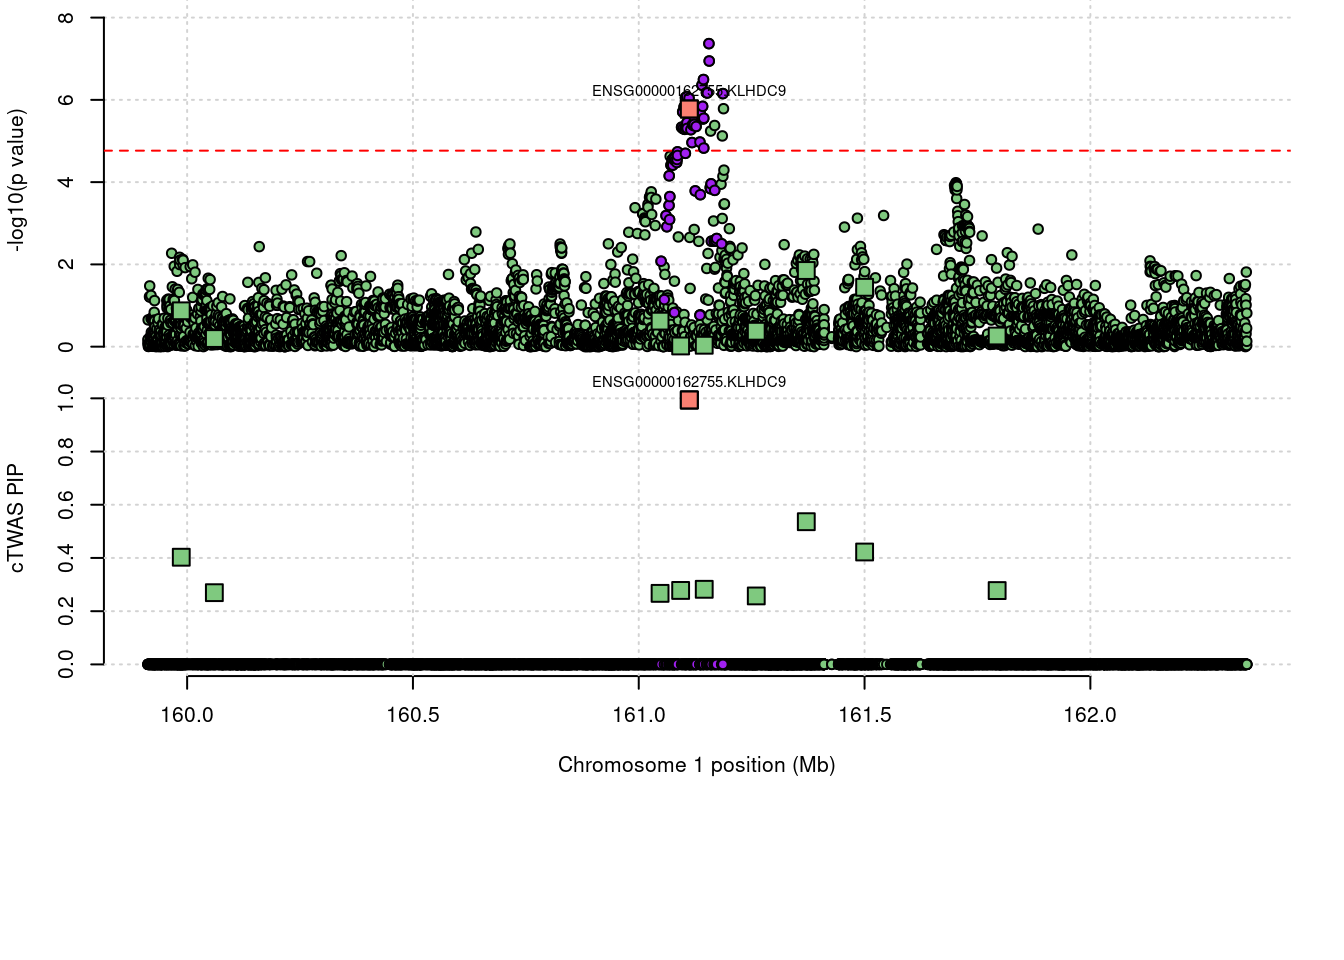 8
ENSG00000162755.KLHDC9
6
4
2
0
-log10(p value)
ENSG00000162755.KLHDC9
1.0
0.8
0.6
0.4
0.2
0.0
cTWAS PIP
160.0 160.5 161.0 161.5 162.0
Chromosome 1 position (Mb)